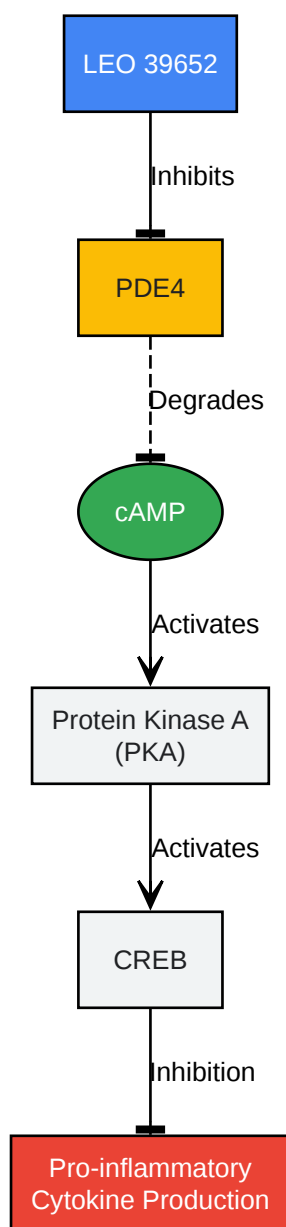 LEO 39652
Inhibits
PDE4
Degrades
cAMP
Activates
Protein Kinase A
(PKA)
Activates
CREB
Inhibition
Pro-inflammatory
Cytokine Production